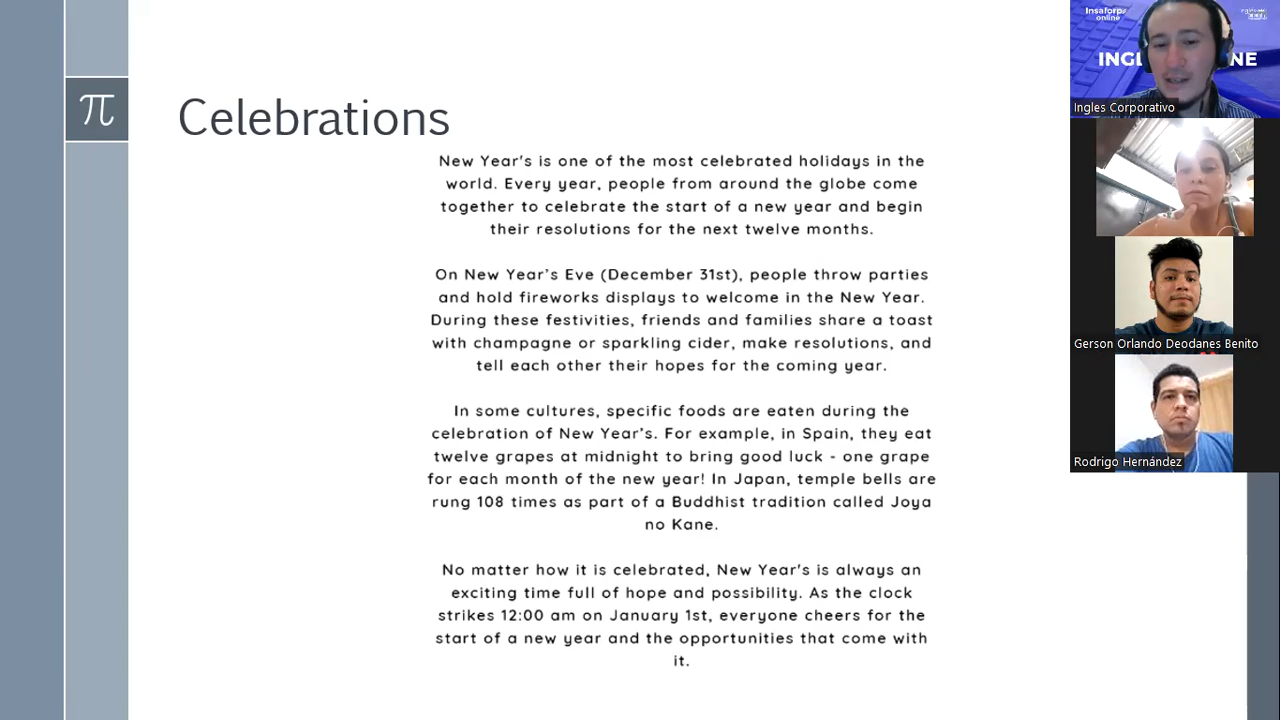 π
Celebrations
New Year's is one of the most celebrated holidays in the
world. Every year, people from around the globe come
together to celebrate the start of a new year and begin
their resolutions for the next twelve months.
On New Year's Eve (December 31st), people throw parties
and hold fireworks displays to welcome in the New Year.
During these festivities, friends and families share a toast
with champagne or sparkling cider, make resolutions, and
tell each other their hopes for the coming year.
In some cultures, specific foods are eaten during the
celebration of New Year's. For example, in Spain, they eat
twelve grapes at midnight to bring good luck - one grape
for each month of the new year! In Japan, temple bells are
rung 108 times as part of a Buddhist tradition called Joya
no Kane.
No matter how it is celebrated, New Year's is always an
exciting time full of hope and possibility. As the clock
strikes 12:00 am on January 1st, everyone cheers for the
start of a new year and the opportunities that come with
it.
Insaforp
online
INGL NE
Ingles Corporativo
Gerson Orlando Deodanes Benito
Rodrigo Hernández